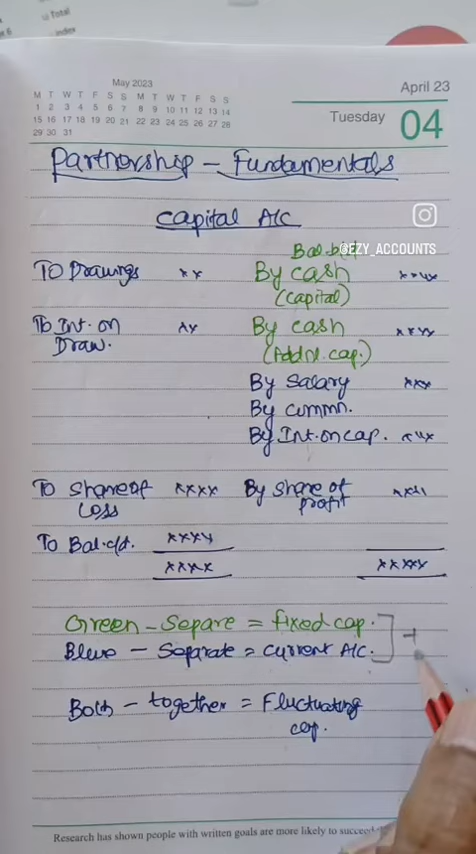 Total
index
May 2023
April 23
M T W T F S S M T W T F S S
1 2 3 4 5 6 7 8 9 10 11 12 13 14
15 16 17 18 19 20 21 22 23 24 25 26 27 28
29 30 31
Tuesday 04
Partnership - Fundamentals
Capital A/C
Bal. b/d
@EZY_ACCOUNTS
To Drawings xx By cash xxxx
(Capital)
To Int. on xx By cash xxxx
Draw. (Addnl. cap.)
By Salary xxx
By commn.
By Int. on cap. xxx
To Share of xxxx By Share of xxxx
Loss profit
To Bal. c/d. xxxx
xxxx xxxxx
Green - Separe = fixed cap.
Blue - Separate = Current A/C. +
Both - together = Fluctuating
cap.
Research has shown people with written goals are more likely to succeed